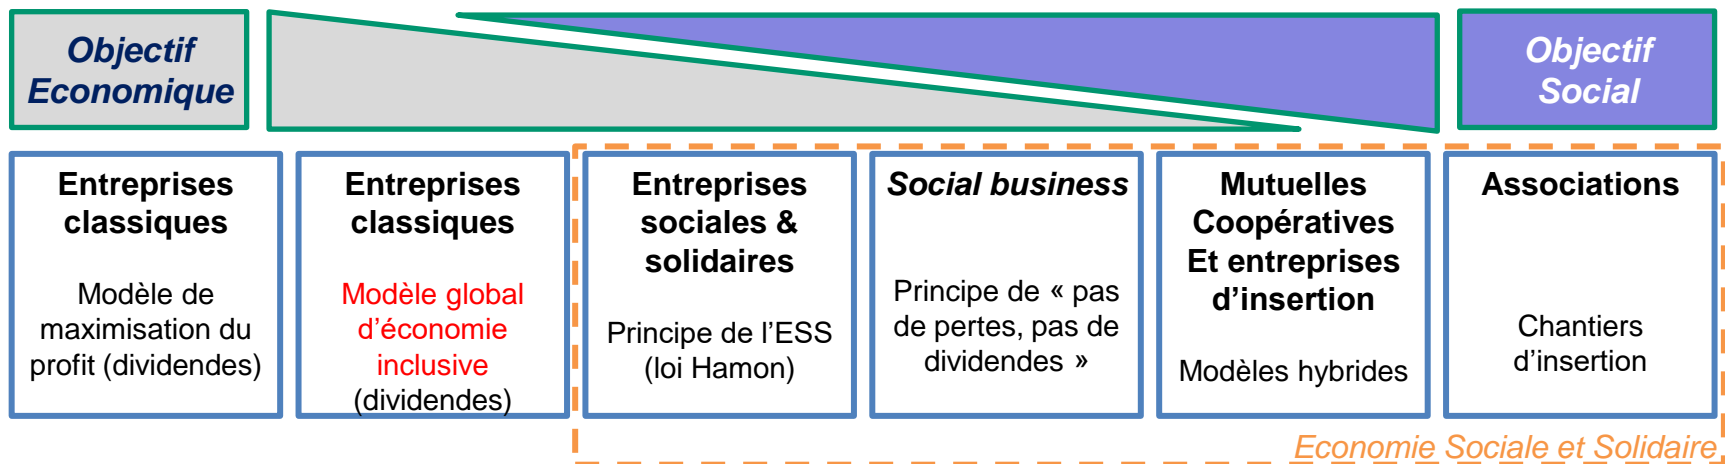 Objectif
Economique
Objectif
Social
Entreprises
classiques
Modèle de
maximisation du
profit (dividendes)
Entreprises
classiques
Modèle global
d’économie
inclusive
(dividendes)
Entreprises
sociales &
solidaires
Principe de l’ESS
(loi Hamon)
Social business
Principe de « pas
de pertes, pas de
dividendes »
Mutuelles
Coopératives
Et entreprises
d’insertion
Modèles hybrides
Associations
Chantiers
d’insertion
Economie Sociale et Solidaire